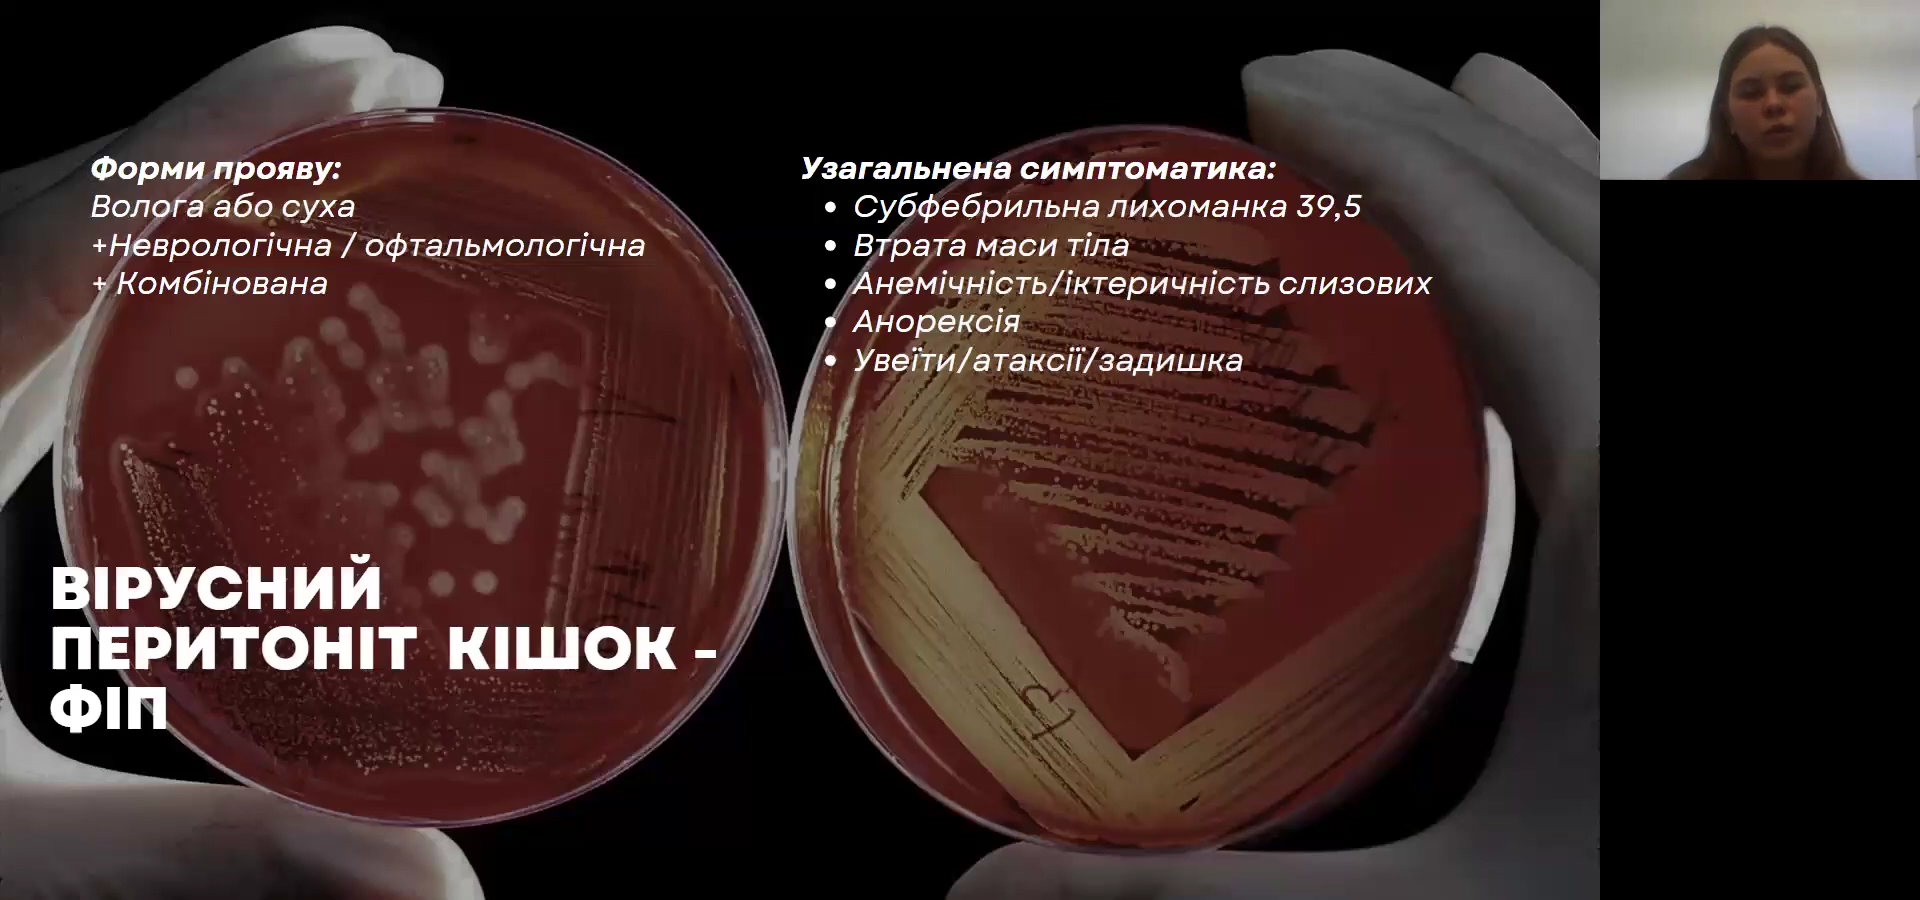 Форми прояву:
Волога або суха
+Неврологічна / офтальмологічна
+ Комбінована
Узагальнена симптоматика:
• Субфебрильна лихоманка 39,5
• Втрата маси тіла
• Анемічність/іктеричність слизових
• Анорексія
• Увеїти/атаксії/задишка
ВІРУСНИЙ
ПЕРИТОНІТ КІШОК -
ФІП